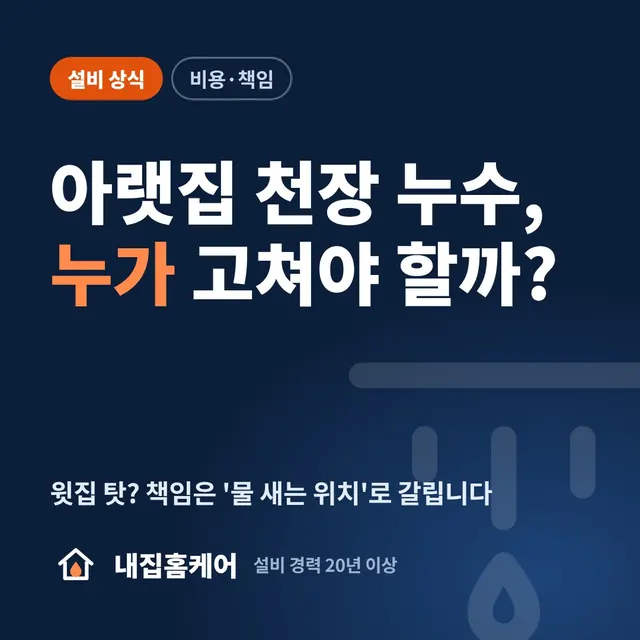 설비 상식
비용·책임
아랫집 천장 누수,
누가 고쳐야 할까?
윗집 탓? 책임은 '물 새는 위치'로 갈립니다
내집홈케어 설비 경력 20년 이상